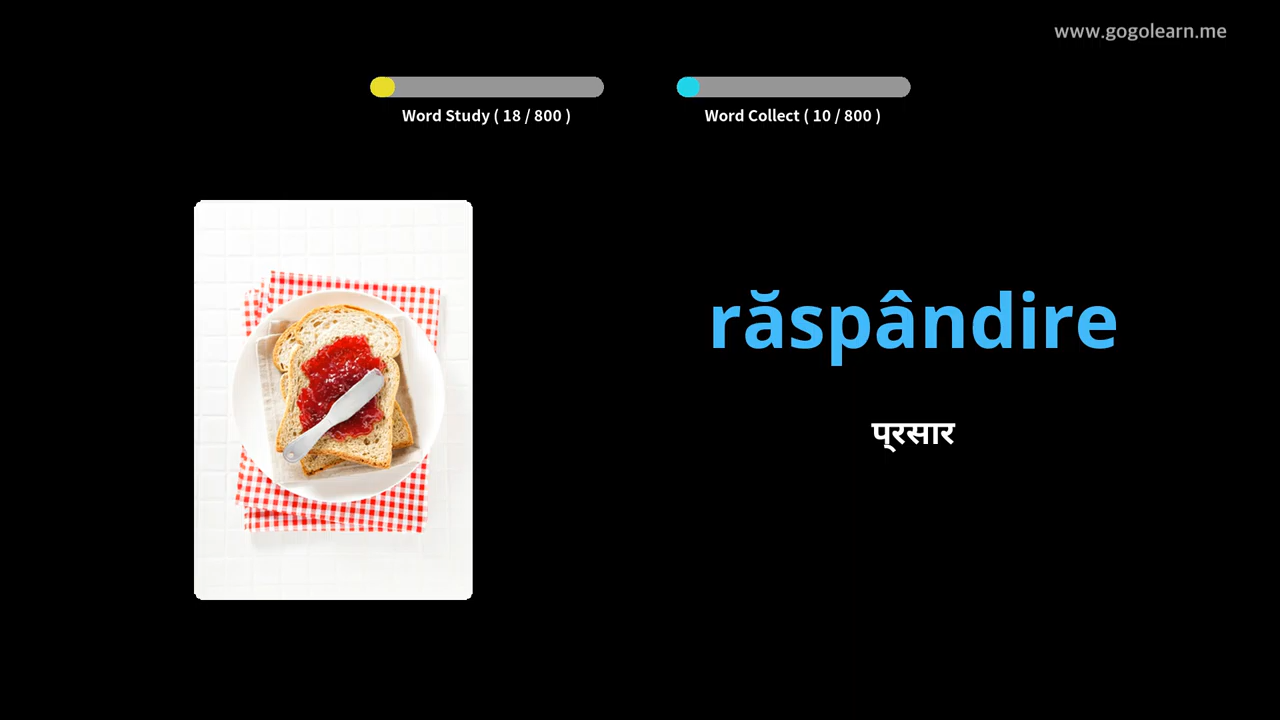 www.gogolearn.me
Word Study ( 18 / 800 )
Word Collect ( 10 / 800 )
răspândire
प्रसार